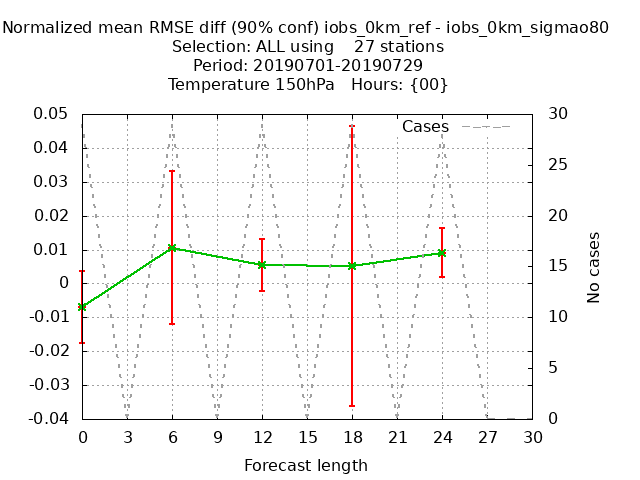 Normalized mean RMSE diff (90% conf) iobs_0km_ref - iobs_0km_sigmao80
Selection: ALL using 27 stations
Period: 20190701-20190729
Temperature 150hPa Hours: {00}
0.05
0.04
0.03
0.02
0.01
0
-0.01
-0.02
-0.03
-0.04
Cases
30
25
20
15
10
5
0
No cases
0 3 6 9 12 15 18 21 24 27 30
Forecast length